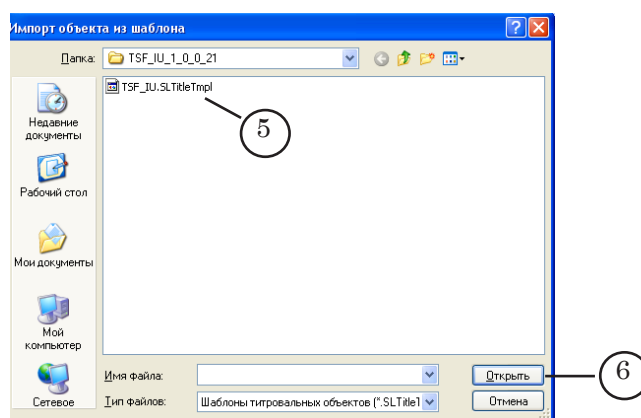 Импорт объекта из шаблона
Папка: TSF_IU_1_0_0_21
TSF_IU.SLTitleTmpl
5
Недавние
документы
Рабочий стол
Мои документы
Мой
компьютер
Сетевое
Имя файла:
Открыть
6
Тип файлов: Шаблоны титровальных объектов (*.SLTitleT
Отмена